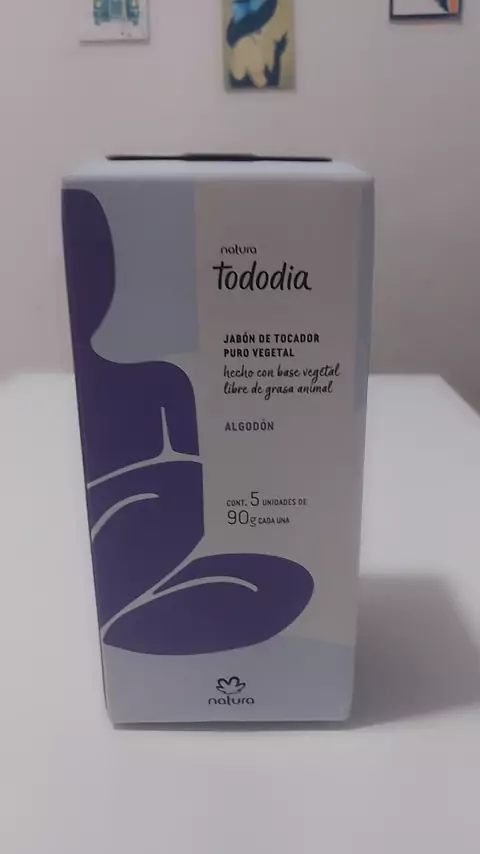 natura
tododia
JABÓN DE TOCADOR
PURO VEGETAL
hecho con base vegetal
libre de grasa animal
ALGODÓN
CONT. 5 UNIDADES DE
90g CADA UNA
natura